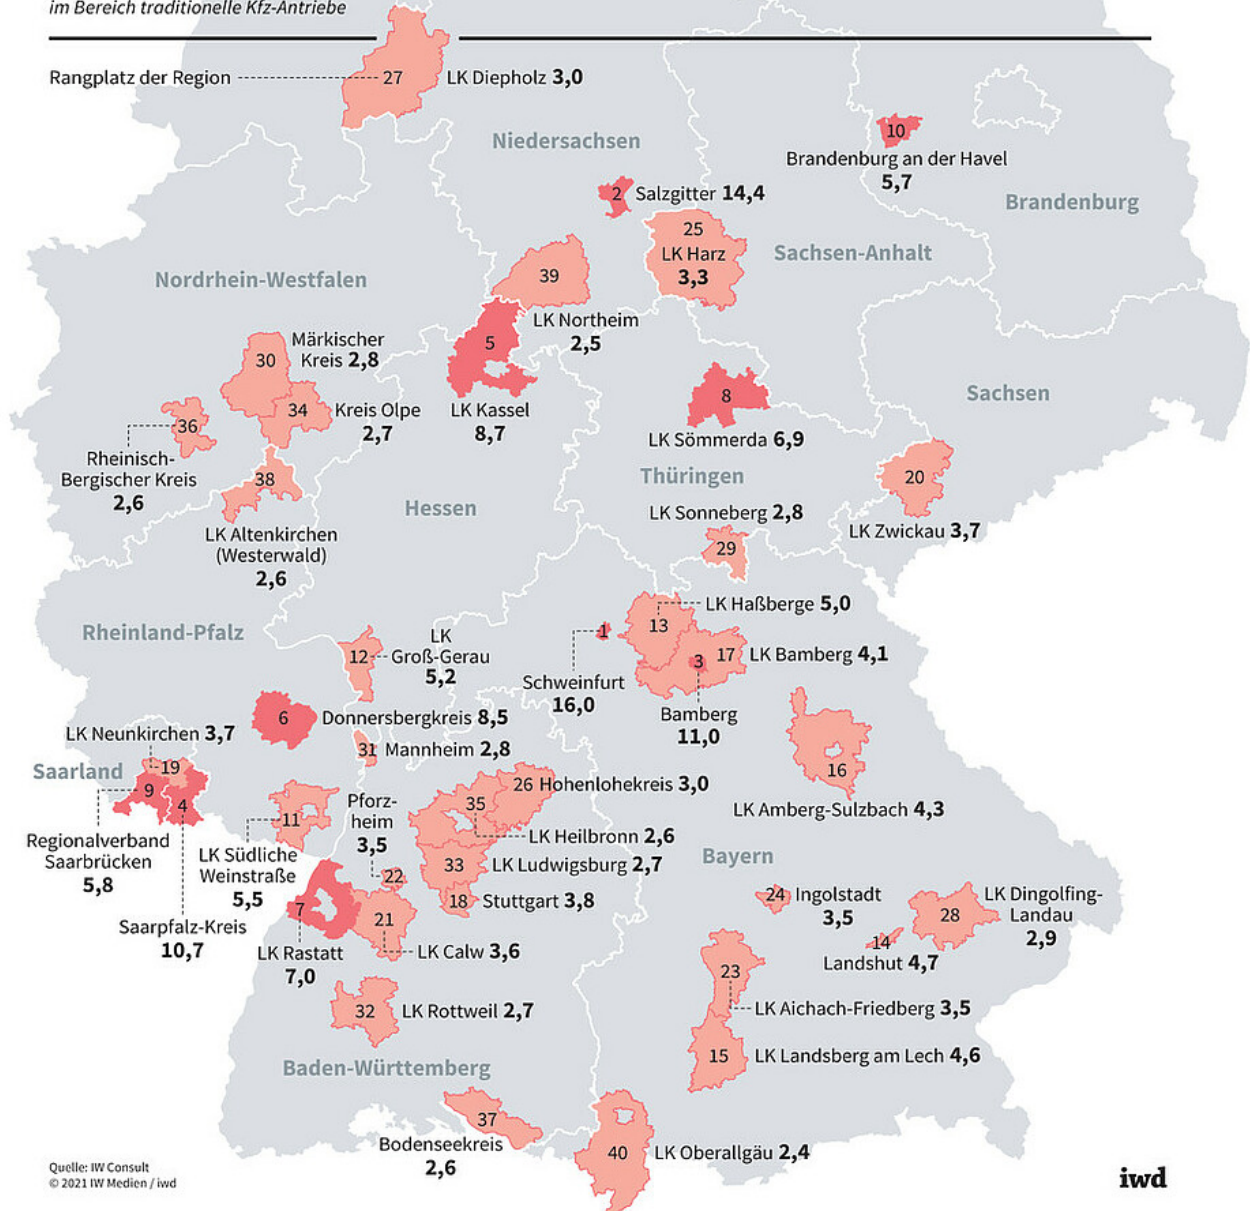 im Bereich traditionelle Kfz-Antriebe
Rangplatz der Region
27
LK Diepholz 3,0
Niedersachsen
10
Brandenburg an der Havel
5,7
Brandenburg
2
Salzgitter 14,4
25
LK Harz
3,3
Sachsen-Anhalt
Nordrhein-Westfalen
39
LK Northeim
2,5
5
LK Kassel
8,7
Märkischer
Kreis 2,8
30
34
Kreis Olpe
2,7
36
Rheinisch-
Bergischer Kreis
2,6
38
LK Altenkirchen
(Westerwald)
2,6
8
LK Sömmerda 6,9
Sachsen
Thüringen
20
LK Zwickau 3,7
Hessen
LK Sonneberg 2,8
29
LK Haßberge 5,0
13
1
Schweinfurt
16,0
3
17
LK Bamberg 4,1
Bamberg
11,0
Rheinland-Pfalz
12
LK
Groß-Gerau
5,2
6
Donnersbergkreis 8,5
31
Mannheim 2,8
LK Neunkirchen 3,7
Saarland
19
9
4
Regionalverband
Saarbrücken
5,8
Saarpfalz-Kreis
10,7
11
LK Südliche
Weinstraße
5,5
Pforz-
heim
3,5
22
26
Hohenlohekreis 3,0
35
LK Heilbronn 2,6
33
LK Ludwigsburg 2,7
18
Stuttgart 3,8
7
LK Rastatt
7,0
21
LK Calw 3,6
32
LK Rottweil 2,7
16
LK Amberg-Sulzbach 4,3
Bayern
24
Ingolstadt
3,5
28
LK Dingolfing-
Landau
2,9
14
Landshut 4,7
23
LK Aichach-Friedberg 3,5
15
LK Landsberg am Lech 4,6
Baden-Württemberg
37
Bodenseekreis
2,6
40
LK Oberallgäu 2,4
Quelle: IW Consult
© 2021 IW Medien / iwd
iwd